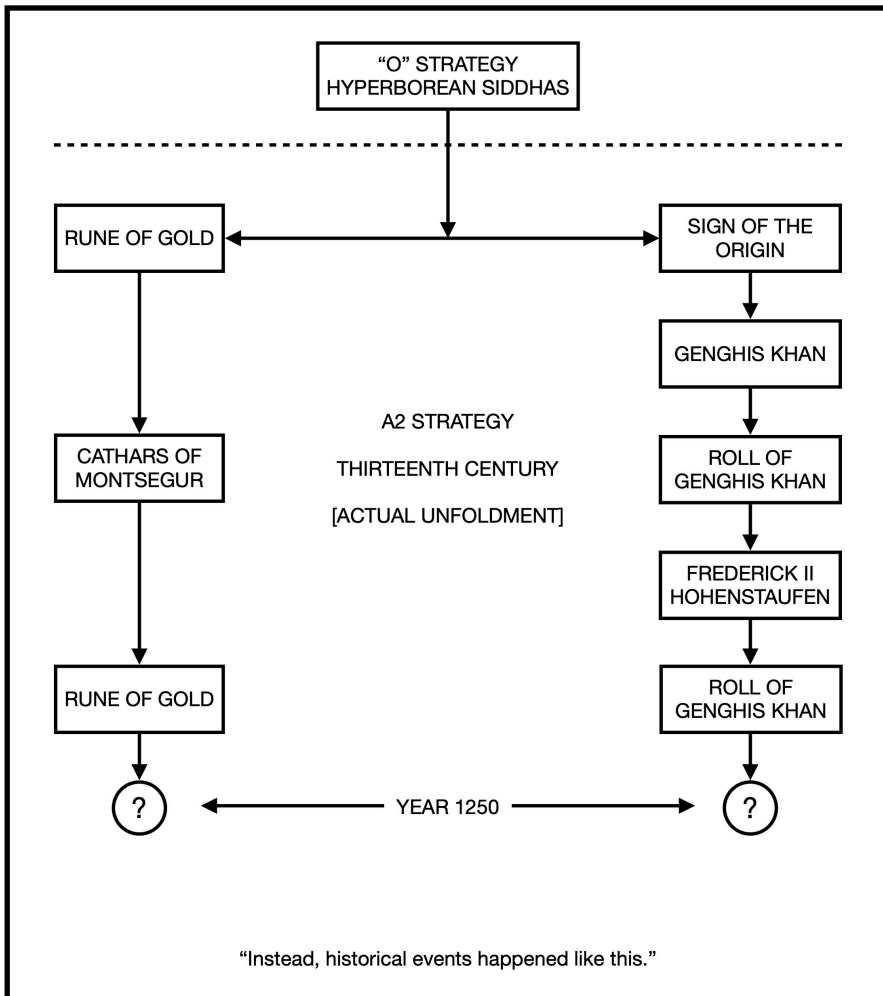 “O” STRATEGY
HYPERBOREAN SIDDHAS
RUNE OF GOLD
SIGN OF THE
ORIGIN
GENGHIS KHAN
A2 STRATEGY
THIRTEENTH CENTURY
[ACTUAL UNFOLDMENT]
CATHARS OF
MONTSEGUR
ROLL OF
GENGHIS KHAN
FREDERICK II
HOHENSTAUFEN
RUNE OF GOLD
ROLL OF
GENGHIS KHAN
?
YEAR 1250
?
“Instead, historical events happened like this.”